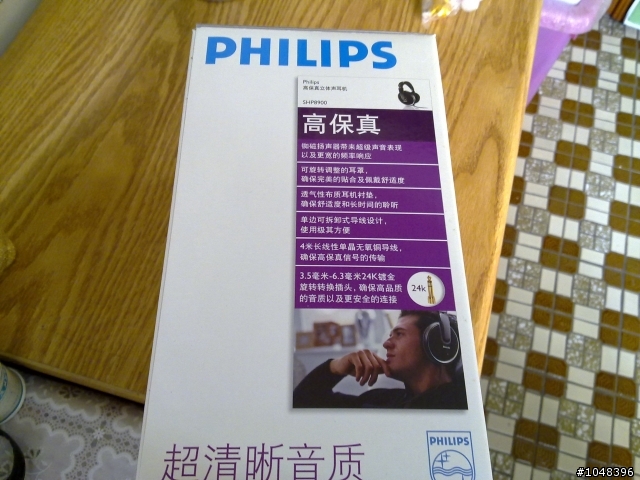 PHILIPS
Philips
高保真立体声耳机
SHP8900
高保真
钕磁扬声器带来超级声音表现
以及更宽的频率响应
可旋转调整的耳罩，
确保完美的贴合及佩戴舒适度
透气性布质耳机衬垫，
确保舒适度和长时间的聆听
单边可拆卸式导线设计，
使用极其方便
4米长线性单晶无氧铜导线，
确保高保真信号的传输
3.5毫米-6.3毫米24K镀金
旋转转换插头，确保高品质
的音质以及更安全的连接
24k
超清晰音质
PHILIPS
#1048396